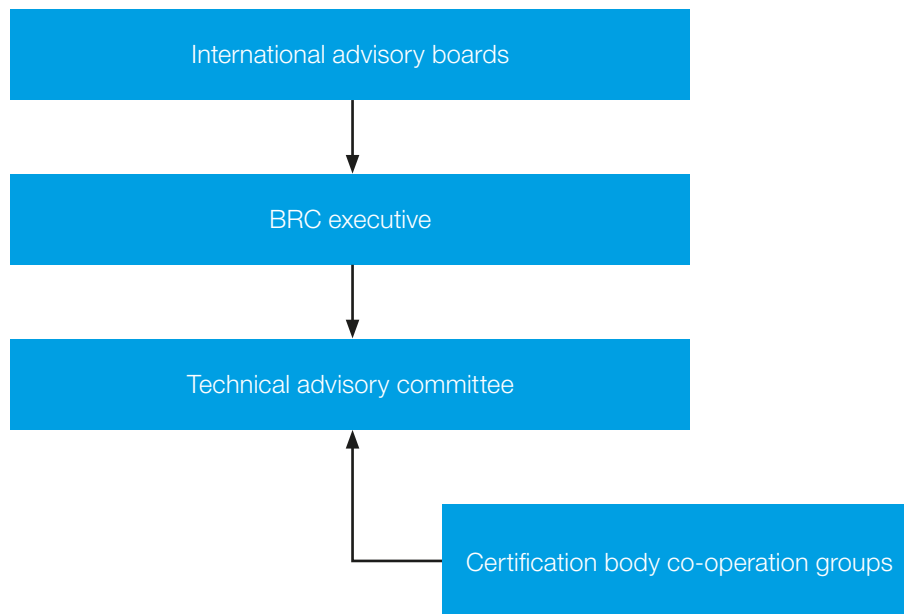 International advisory boards
BRC executive
Technical advisory committee
Certification body co-operation groups